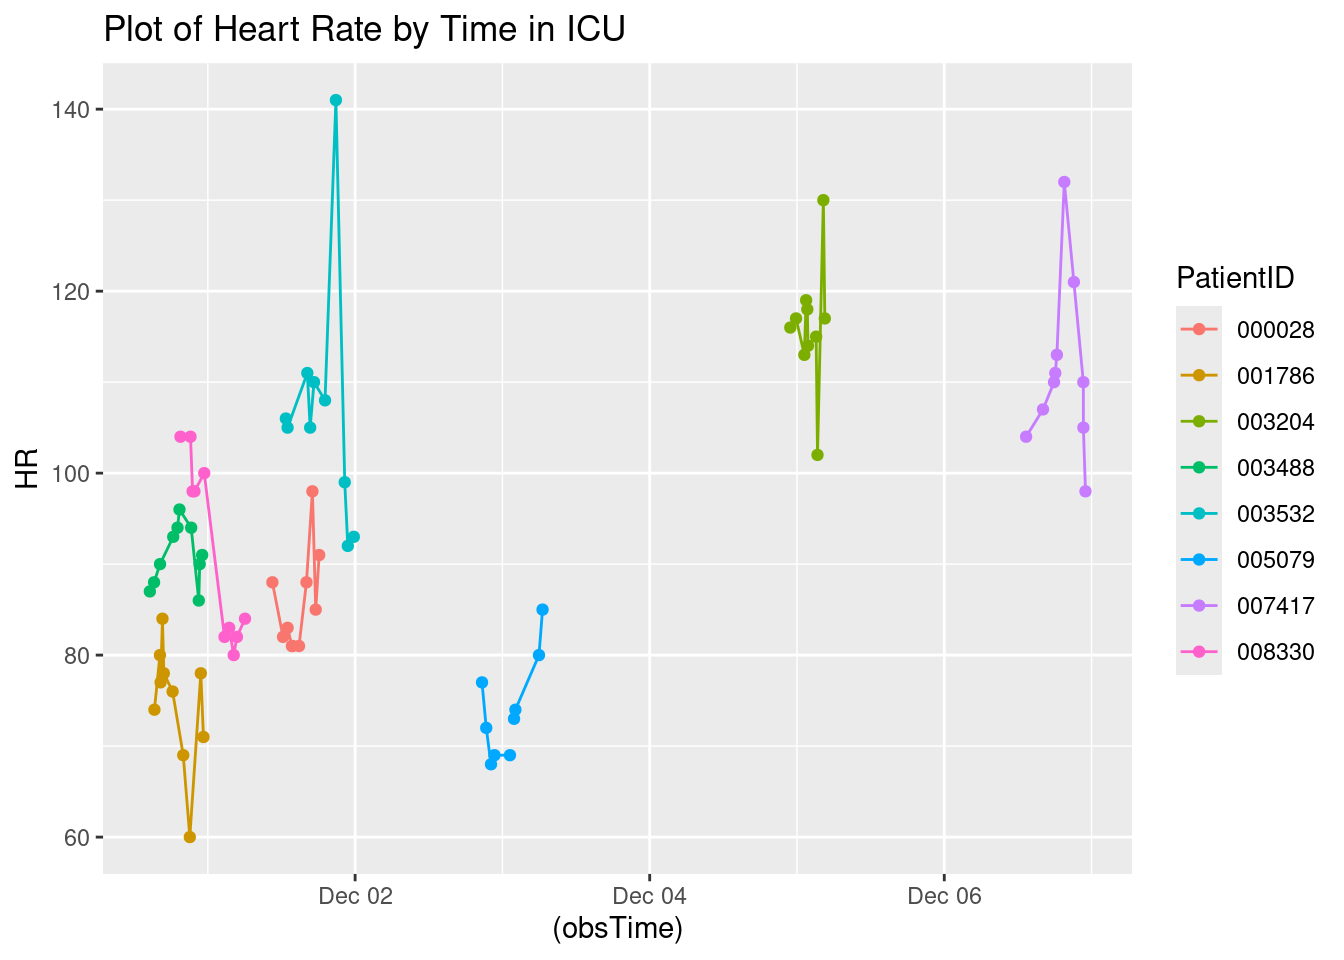 Plot of Heart Rate by Time in ICU
140
120
100
80
60
HR
Dec 02
Dec 04
Dec 06
(obsTime)
PatientID
000028
001786
003204
003488
003532
005079
007417
008330